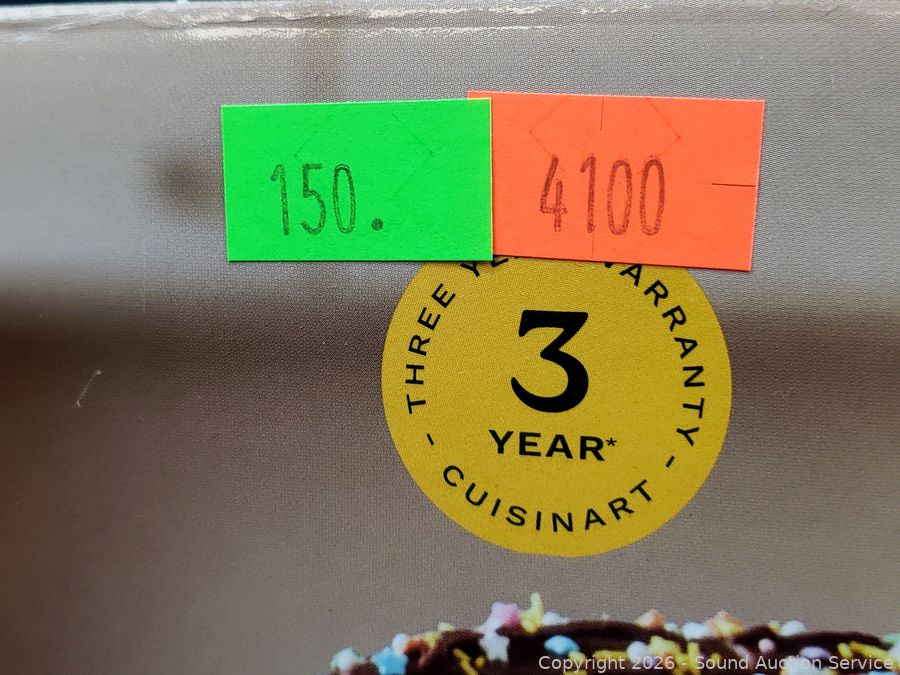 150.
4100
THREE YEAR WARRANTY
3
YEAR*
- CUISINART -
Copyright 2026 - Sound Auction Service